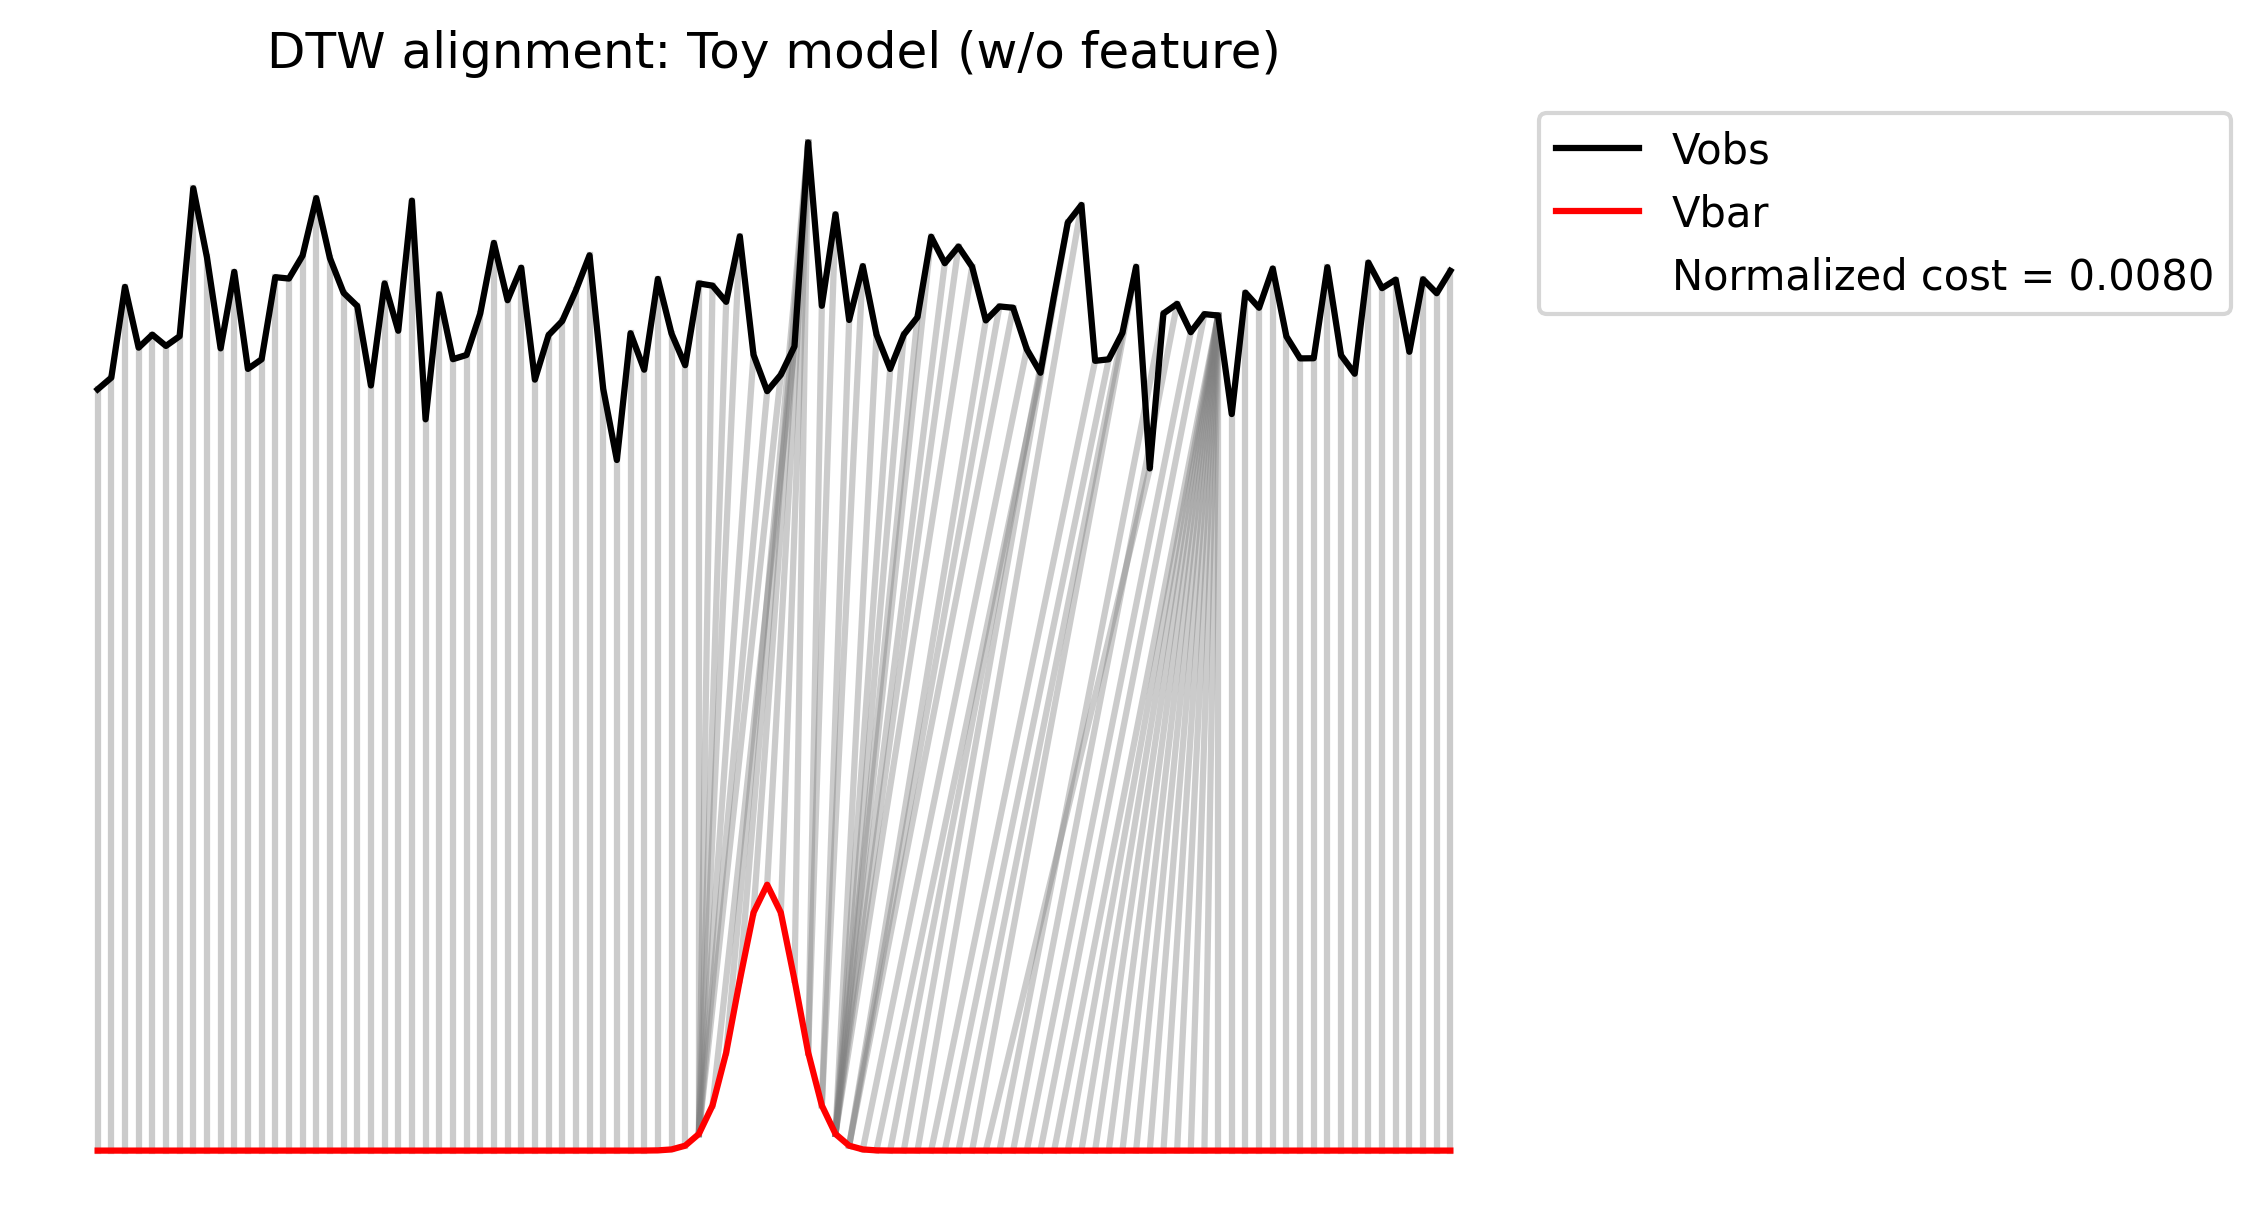 DTW alignment: Toy model (w/o feature)
Vobs
Vbar
Normalized cost = 0.0080